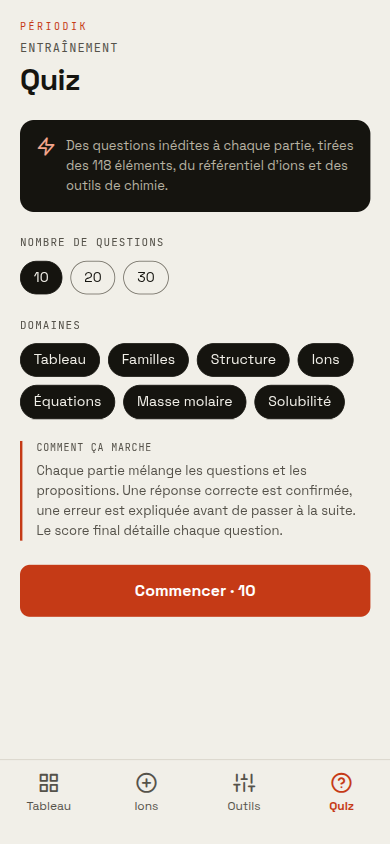 PÉRIODIK
ENTRAÎNEMENT
Quiz
Des questions inédites à chaque partie, tirées
des 118 éléments, du référentiel d'ions et des
outils de chimie.
NOMBRE DE QUESTIONS
10 20 30
DOMAINES
Tableau Familles Structure Ions
Équations Masse molaire Solubilité
COMMENT ÇA MARCHE
Chaque partie mélange les questions et les
propositions. Une réponse correcte est confirmée,
une erreur est expliquée avant de passer à la suite.
Le score final détaille chaque question.
Commencer · 10
Tableau Ions Outils Quiz